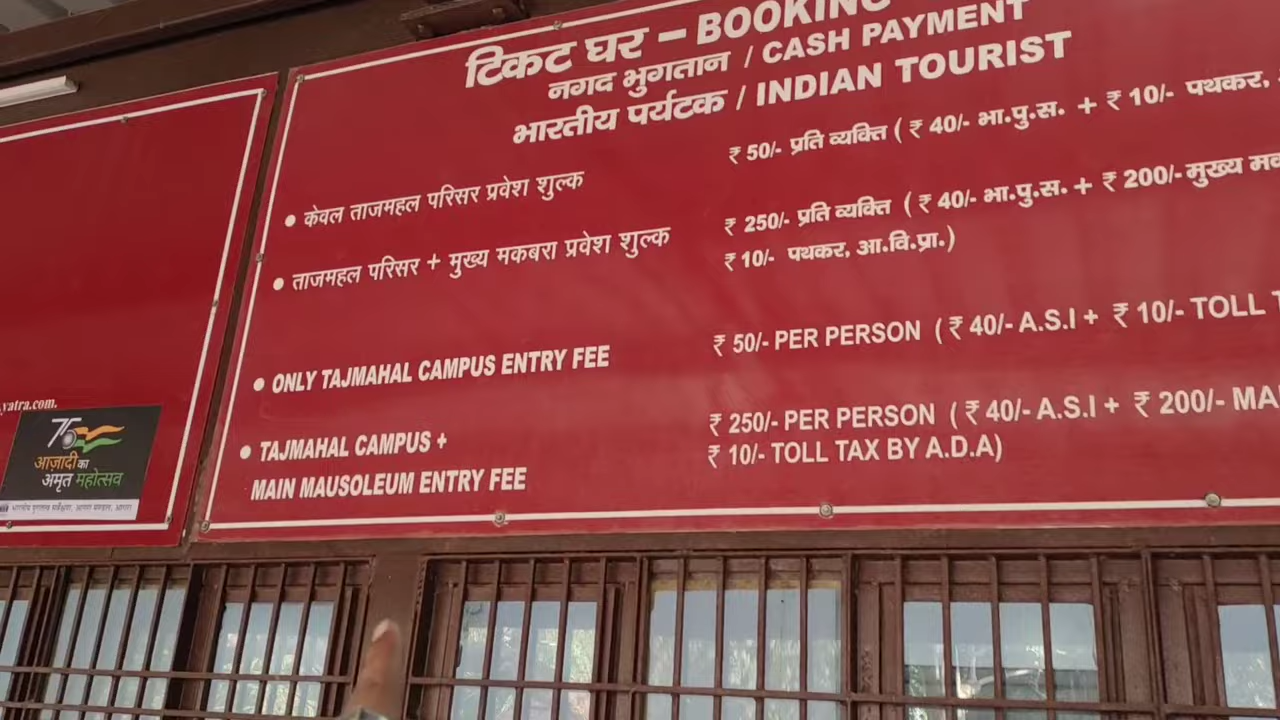 टिकट घर – BOOKING
नगद भुगतान / CASH PAYMENT
भारतीय पर्यटक / INDIAN TOURIST
• केवल ताजमहल परिसर प्रवेश शुल्क ₹ 50/- प्रति व्यक्ति ( ₹ 40/- भा.पु.स. + ₹ 10/- पथकर,
• ताजमहल परिसर + मुख्य मकबरा प्रवेश शुल्क ₹ 250/- प्रति व्यक्ति ( ₹ 40/- भा.पु.स. + ₹ 200/- मुख्य
₹ 10/- पथकर, आ.वि.प्रा.)
• ONLY TAJMAHAL CAMPUS ENTRY FEE ₹ 50/- PER PERSON ( ₹ 40/- A.S.I + ₹ 10/- TOLL
• TAJMAHAL CAMPUS + ₹ 250/- PER PERSON ( ₹ 40/- A.S.I + ₹ 200/-
MAIN MAUSOLEUM ENTRY FEE ₹ 10/- TOLL TAX BY A.D.A)
yatra.com.
75
आज़ादी का
अमृत महोत्सव